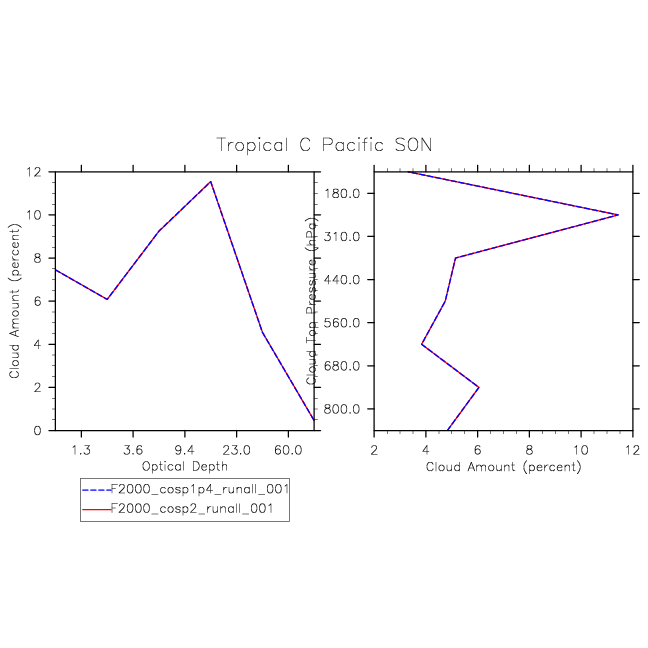 Tropical C Pacific SON
Cloud Amount (percent)
12
10
8
6
4
2
0
1.3 3.6 9.4 23.0 60.0
Optical Depth
Cloud Top Pressure (hPa)
180.0
310.0
440.0
560.0
680.0
800.0
2 4 6 8 10 12
Cloud Amount (percent)
F2000_cosp1p4_runall_001
F2000_cosp2_runall_001